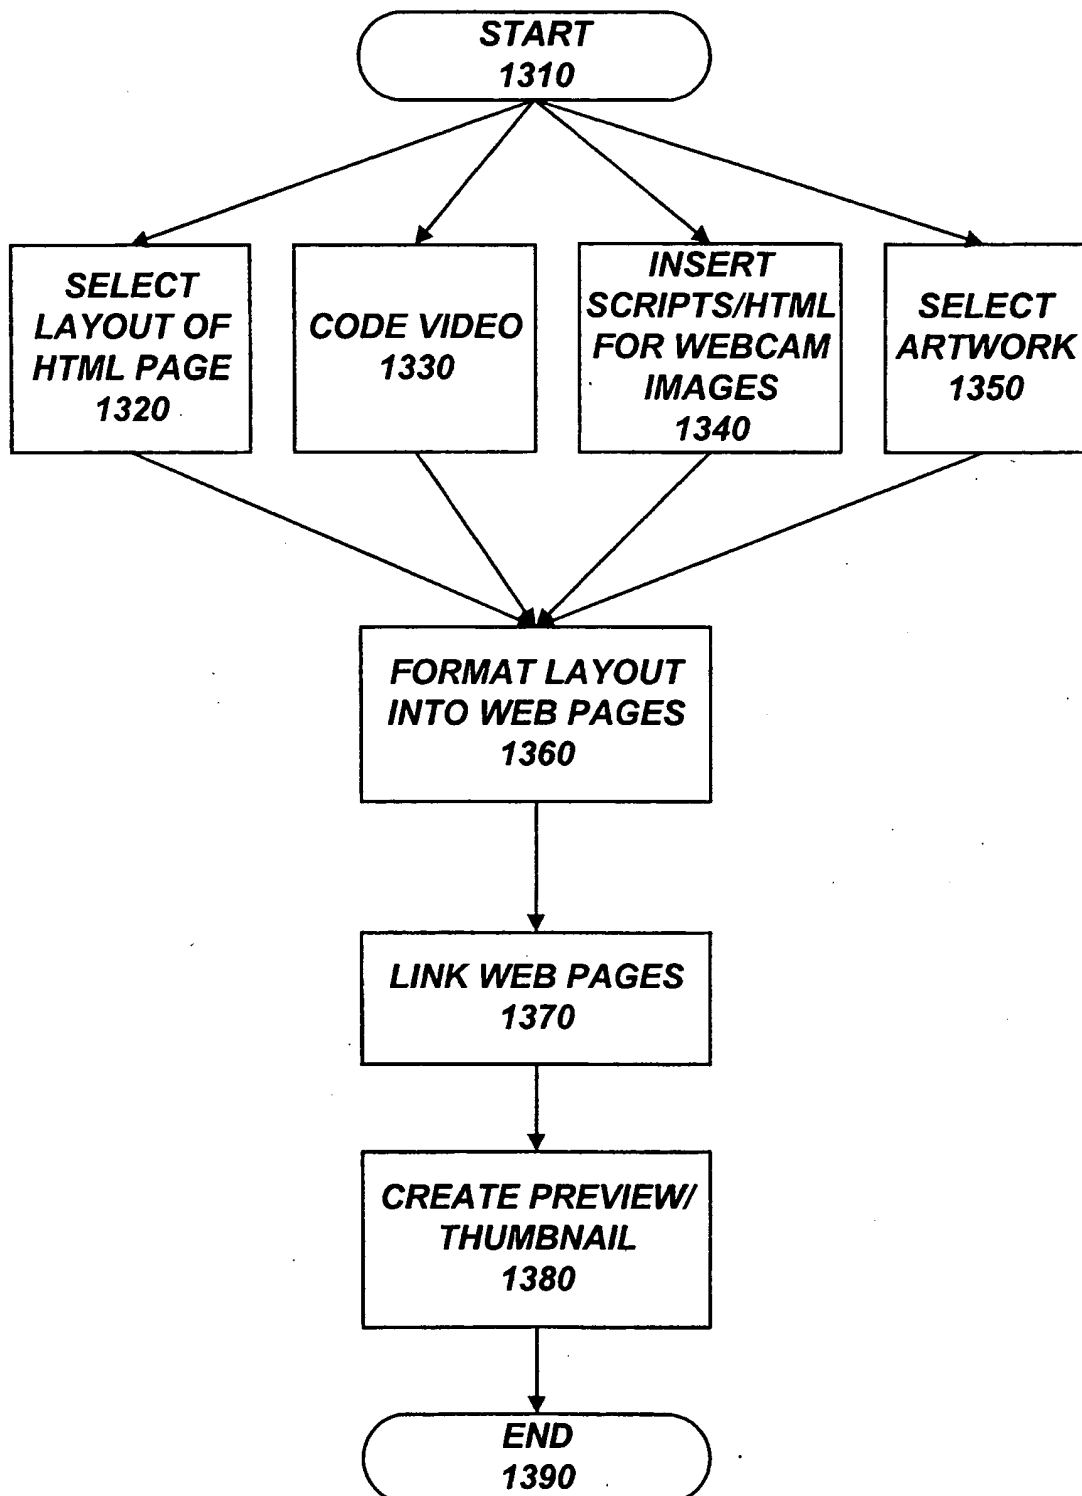 START
1310
SELECT
LAYOUT OF
HTML PAGE
1320
CODE VIDEO
1330
INSERT
SCRIPTS/HTML
FOR WEBCAM
IMAGES
1340
SELECT
ARTWORK
1350
FORMAT LAYOUT
INTO WEB PAGES
1360
LINK WEB PAGES
1370
CREATE PREVIEW/
THUMBNAIL
1380
END
1390